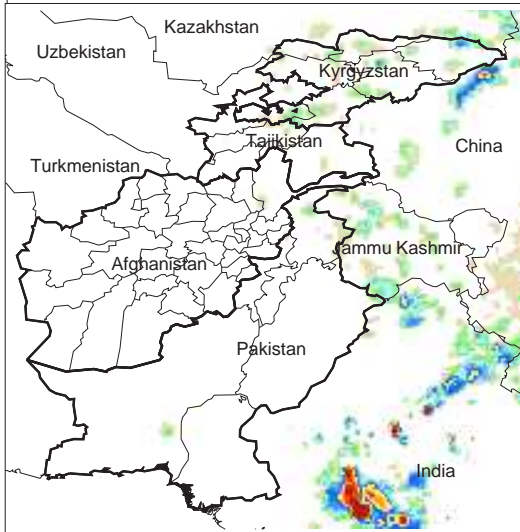 Kazakhstan
Uzbekistan
Kyrgyzstan
Tajikistan
China
Turkmenistan
Jammu Kashmir
Afghanistan
Pakistan
India